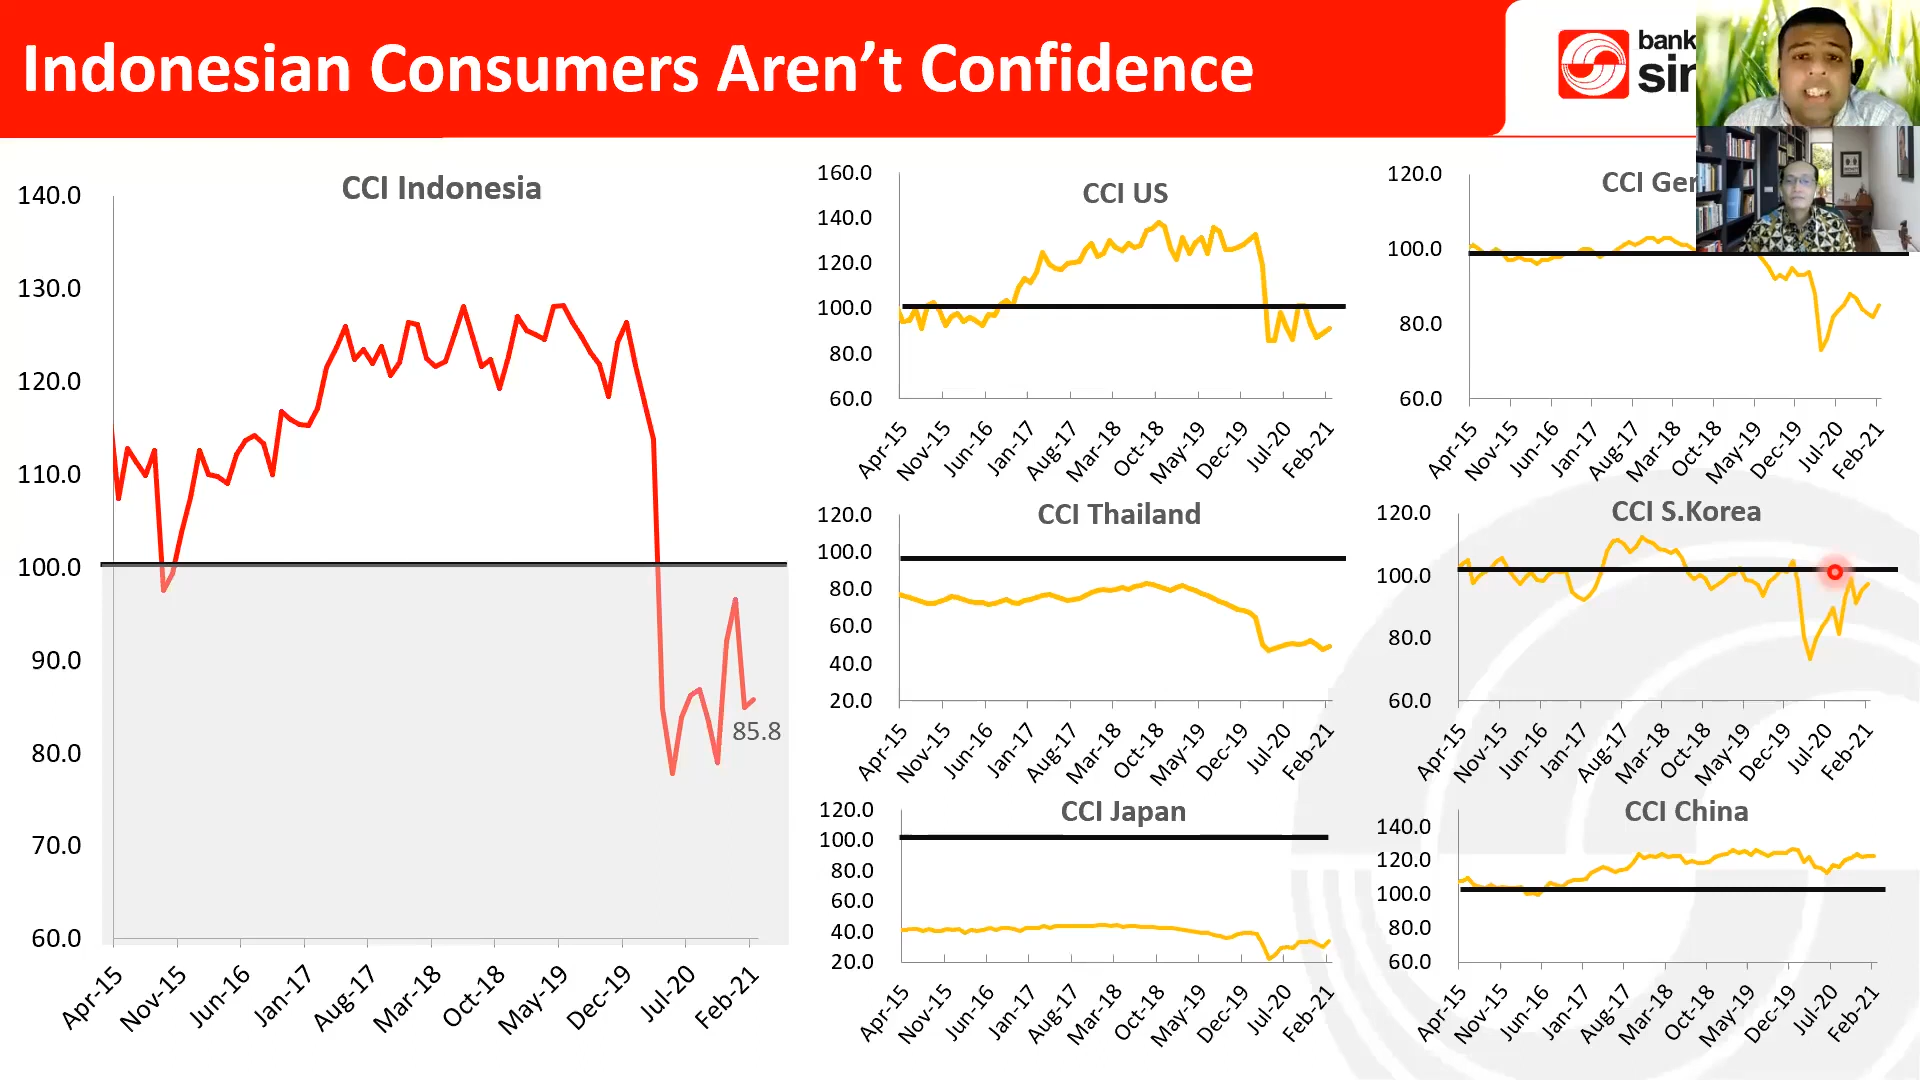 Indonesian Consumers Aren’t Confidence
bank
CCI Indonesia
140.0
130.0
120.0
110.0
100.0
90.0
80.0
70.0
60.0
85.8
Apr-15
Nov-15
Jun-16
Jan-17
Aug-17
Mar-18
Oct-18
May-19
Dec-19
Jul-20
Feb-21
CCI US
160.0
140.0
120.0
100.0
80.0
60.0
Apr-15
Nov-15
Jun-16
Jan-17
Aug-17
Mar-18
Oct-18
May-19
Dec-19
Jul-20
Feb-21
CCI Ger
120.0
100.0
80.0
60.0
Apr-15
Nov-15
Jun-16
Jan-17
Aug-17
Mar-18
Oct-18
May-19
Dec-19
Jul-20
Feb-21
CCI Thailand
120.0
100.0
80.0
60.0
40.0
20.0
Apr-15
Nov-15
Jun-16
Jan-17
Aug-17
Mar-18
Oct-18
May-19
Dec-19
Jul-20
Feb-21
CCI S.Korea
120.0
100.0
80.0
60.0
Apr-15
Nov-15
Jun-16
Jan-17
Aug-17
Mar-18
Oct-18
May-19
Dec-19
Jul-20
Feb-21
CCI Japan
120.0
100.0
80.0
60.0
40.0
20.0
Apr-15
Nov-15
Jun-16
Jan-17
Aug-17
Mar-18
Oct-18
May-19
Dec-19
Jul-20
Feb-21
CCI China
140.0
120.0
100.0
80.0
60.0
Apr-15
Nov-15
Jun-16
Jan-17
Aug-17
Mar-18
Oct-18
May-19
Dec-19
Jul-20
Feb-21